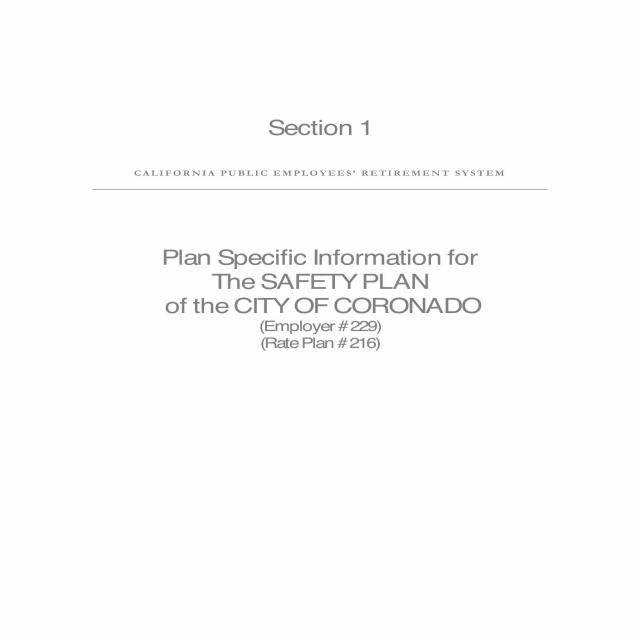 Section 1
CALIFORNIA PUBLIC EMPLOYEES' RETIREMENT SYSTEM
Plan Specific Information for
The SAFETY PLAN
of the CITY OF CORONADO
(Employer # 229)
(Rate Plan # 216)